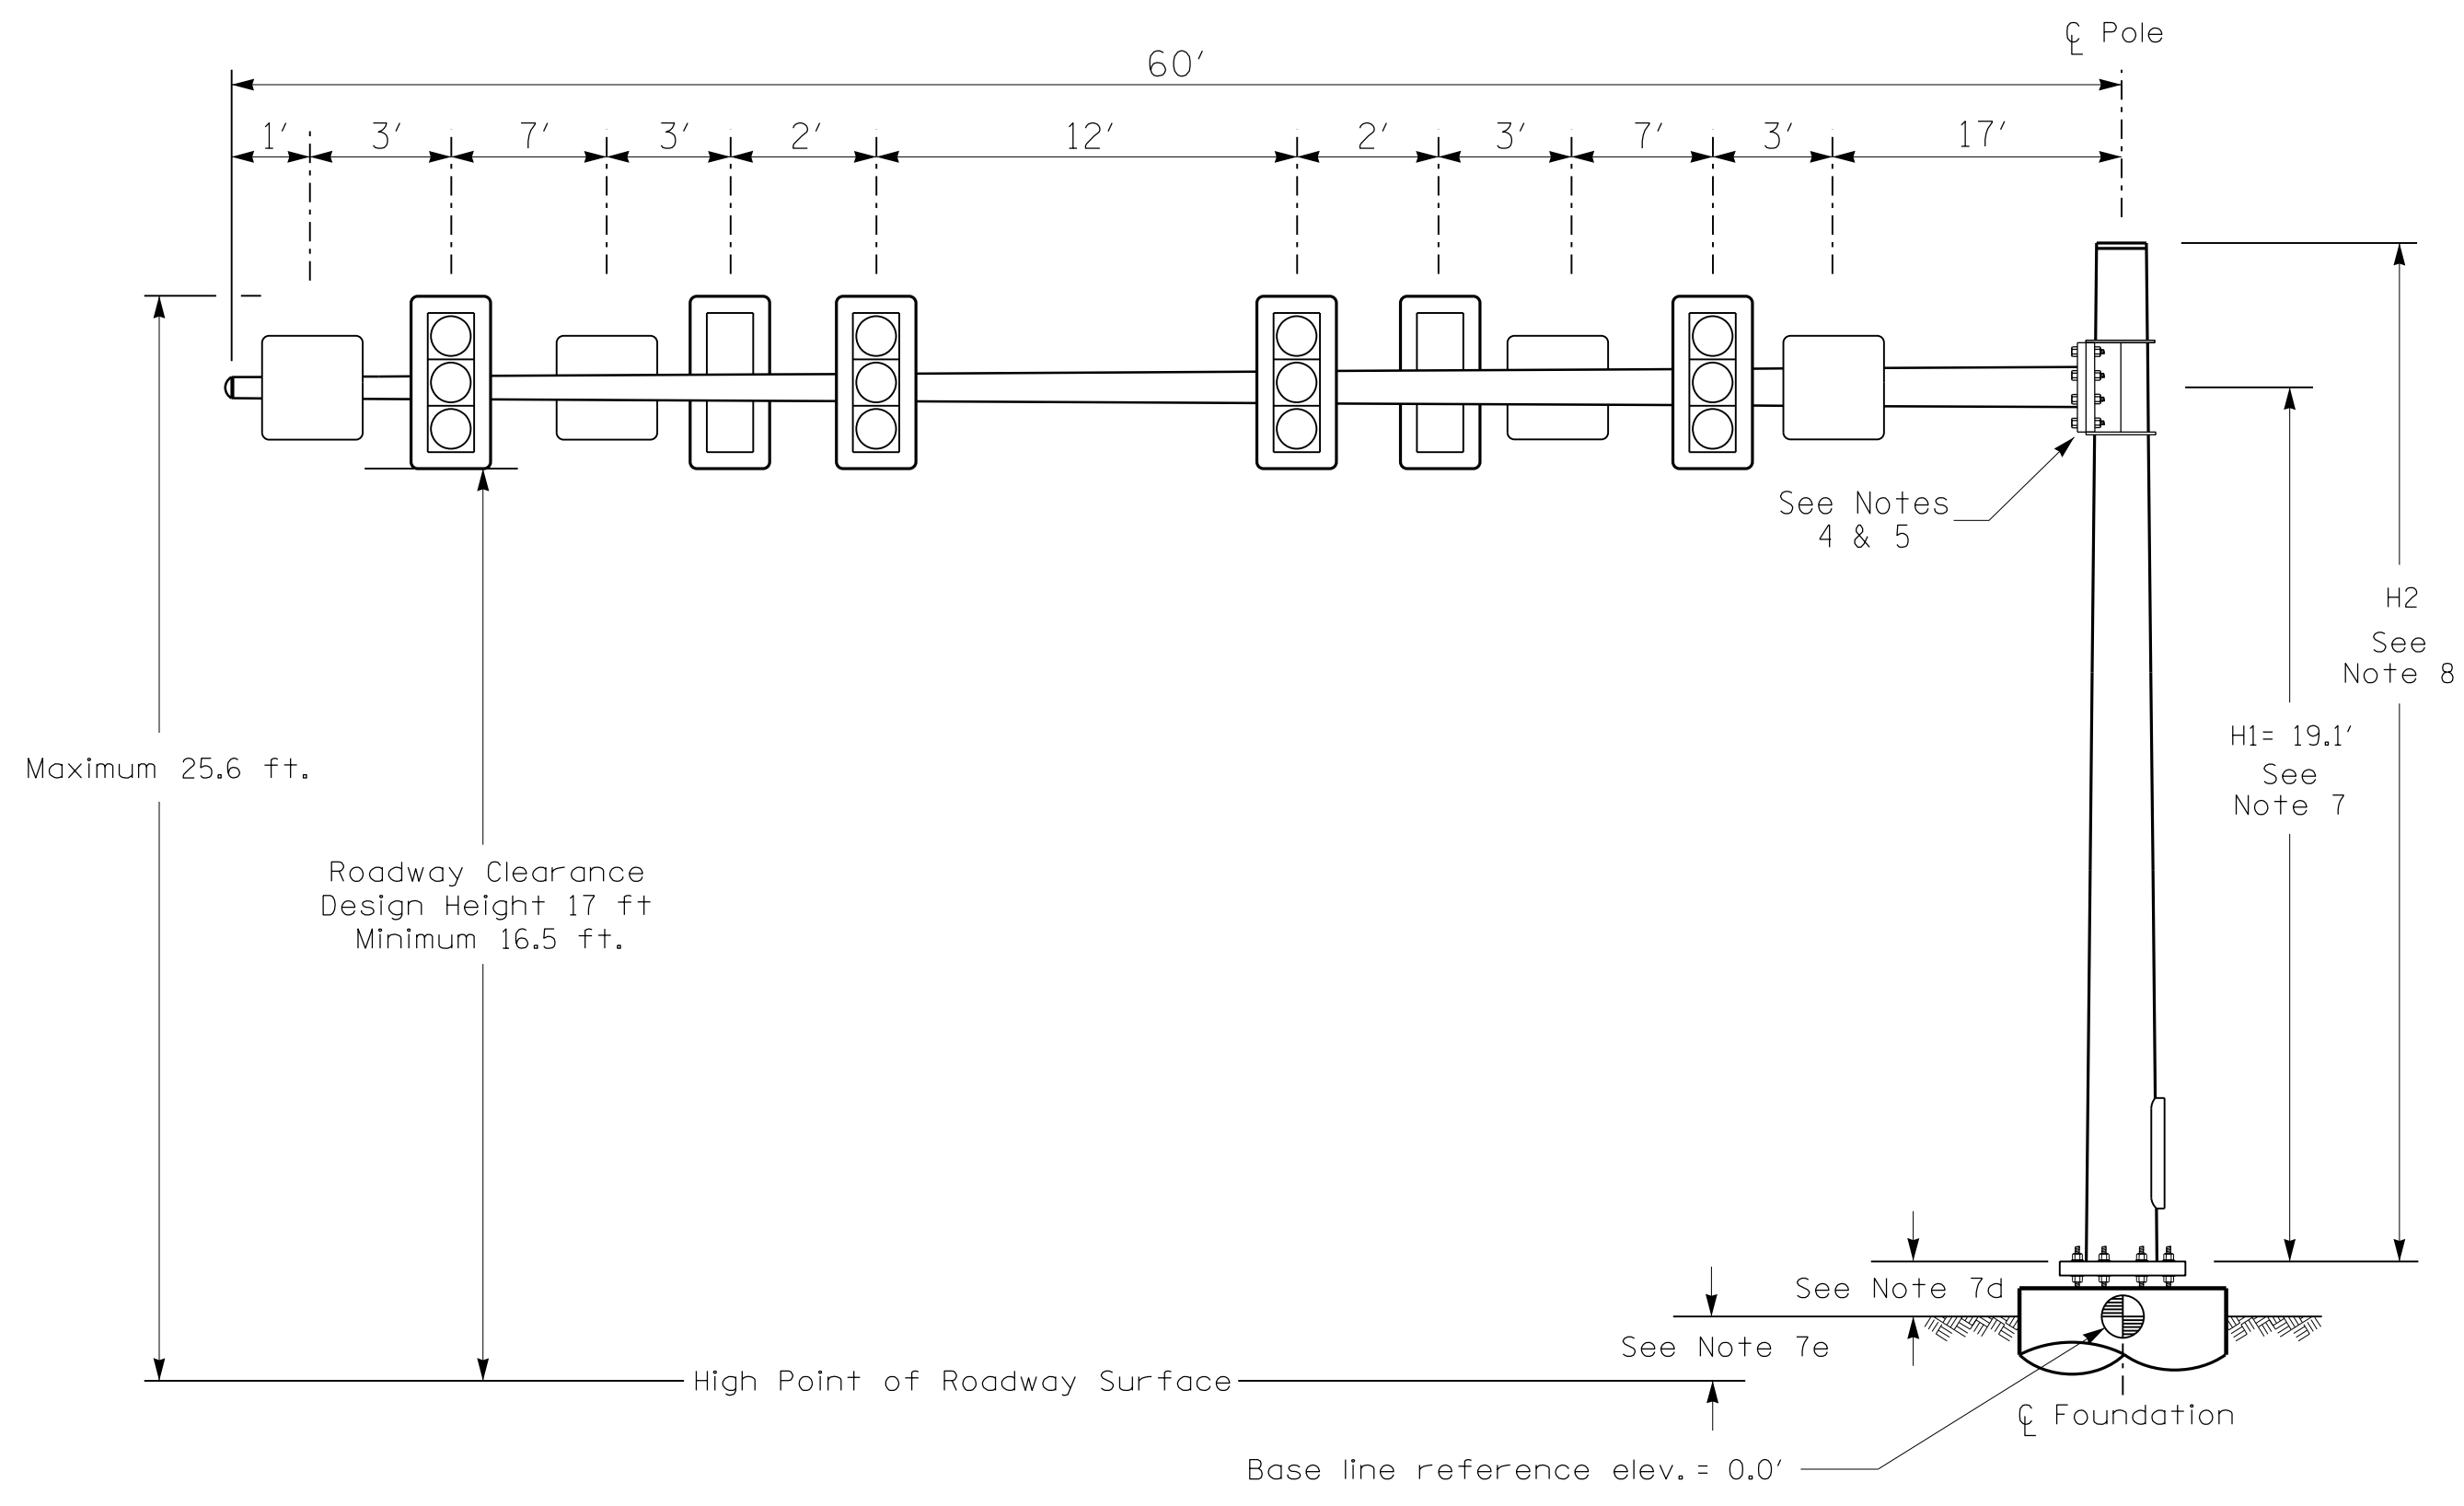 ℄ Pole
60′
1′ 3′ 7′ 3′ 2′ 12′ 2′ 3′ 7′ 3′ 17′
See Notes
4 & 5
H2
See
Note 8
H1= 19.1′
See
Note 7
Maximum 25.6 ft.
Roadway Clearance
Design Height 17 ft
Minimum 16.5 ft.
See Note 7d
See Note 7e
High Point of Roadway Surface
℄ Foundation
Base line reference elev. = 0.0′